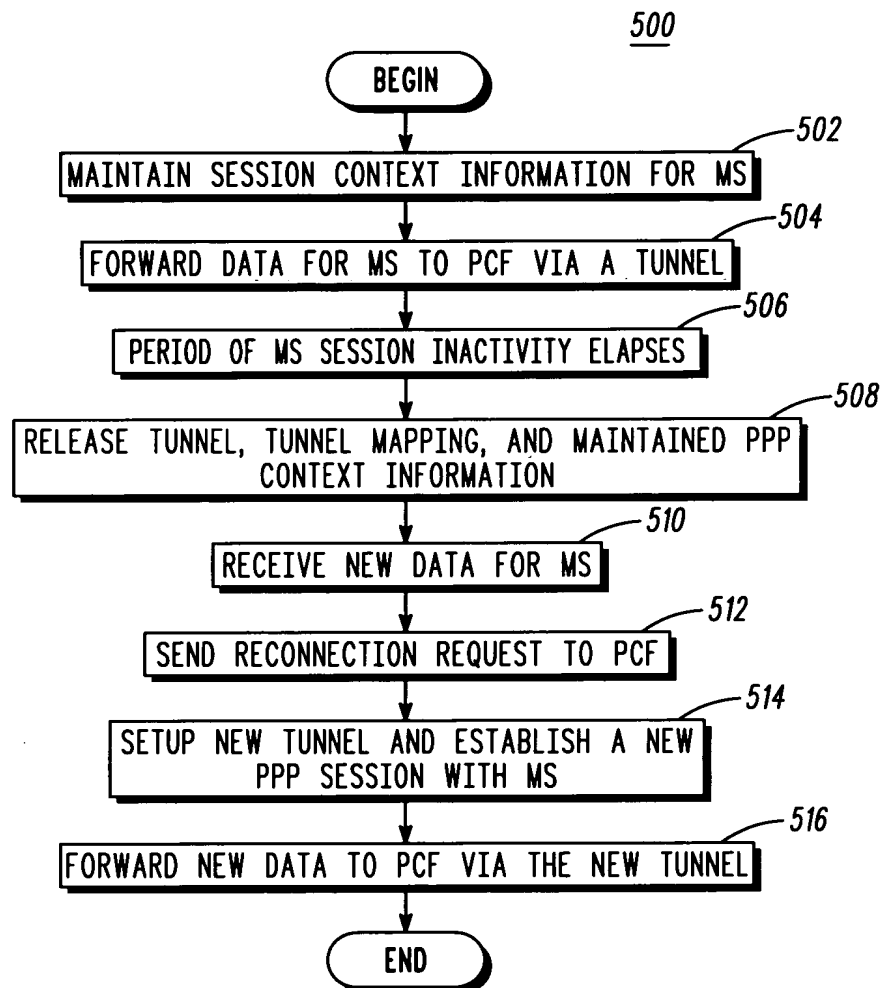 500
BEGIN
502
MAINTAIN SESSION CONTEXT INFORMATION FOR MS
504
FORWARD DATA FOR MS TO PCF VIA A TUNNEL
506
PERIOD OF MS SESSION INACTIVITY ELAPSES
508
RELEASE TUNNEL, TUNNEL MAPPING, AND MAINTAINED PPP
CONTEXT INFORMATION
510
RECEIVE NEW DATA FOR MS
512
SEND RECONNECTION REQUEST TO PCF
514
SETUP NEW TUNNEL AND ESTABLISH A NEW
PPP SESSION WITH MS
516
FORWARD NEW DATA TO PCF VIA THE NEW TUNNEL
END